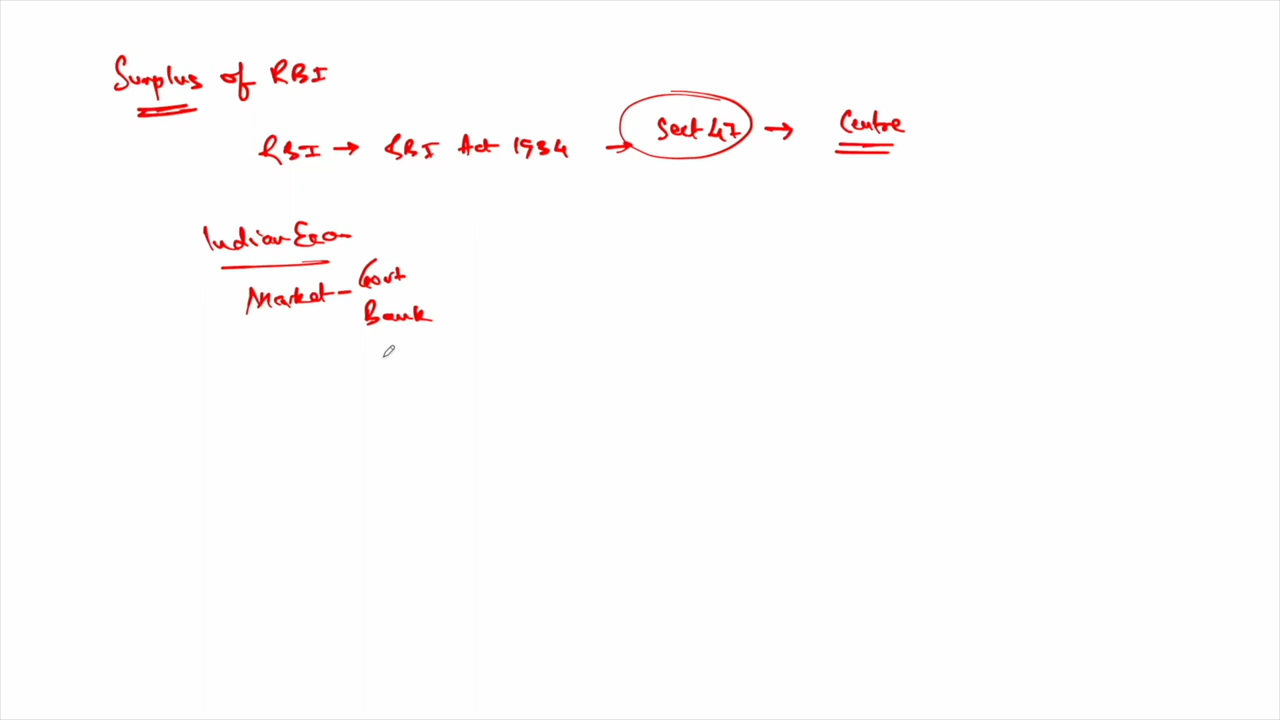 Surplus of RBI
RBI → RBI Act 1934 → Sect 47 → Centre
Indian Eco
Market - Govt
Bank